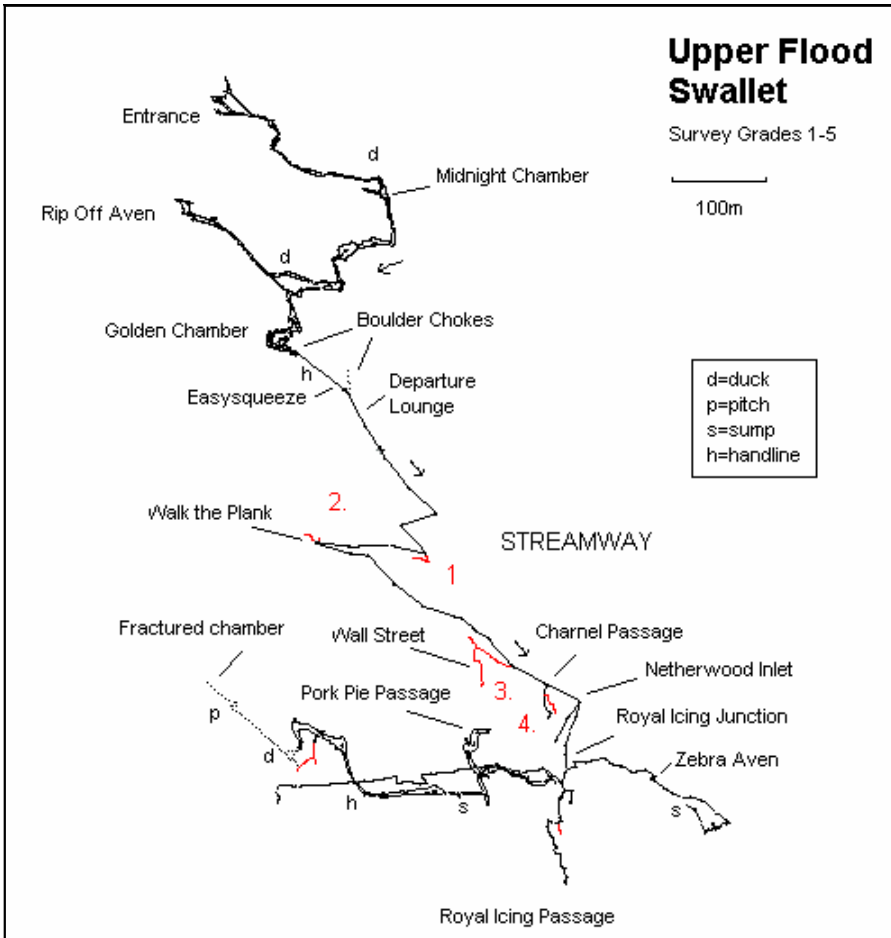 Upper Flood
Swallet
Survey Grades 1-5
100m
Entrance
d
Midnight Chamber
Rip Off Aven
d
Golden Chamber
Boulder Chokes
h
Easysqueeze
Departure
Lounge
d=duck
p=pitch
s=sump
h=handline
2.
Walk the Plank
STREAMWAY
1
Fractured chamber
Wall Street
Charnel Passage
3.
Netherwood Inlet
Pork Pie Passage
4.
p
Royal Icing Junction
d
Zebra Aven
h
s
s
Royal Icing Passage